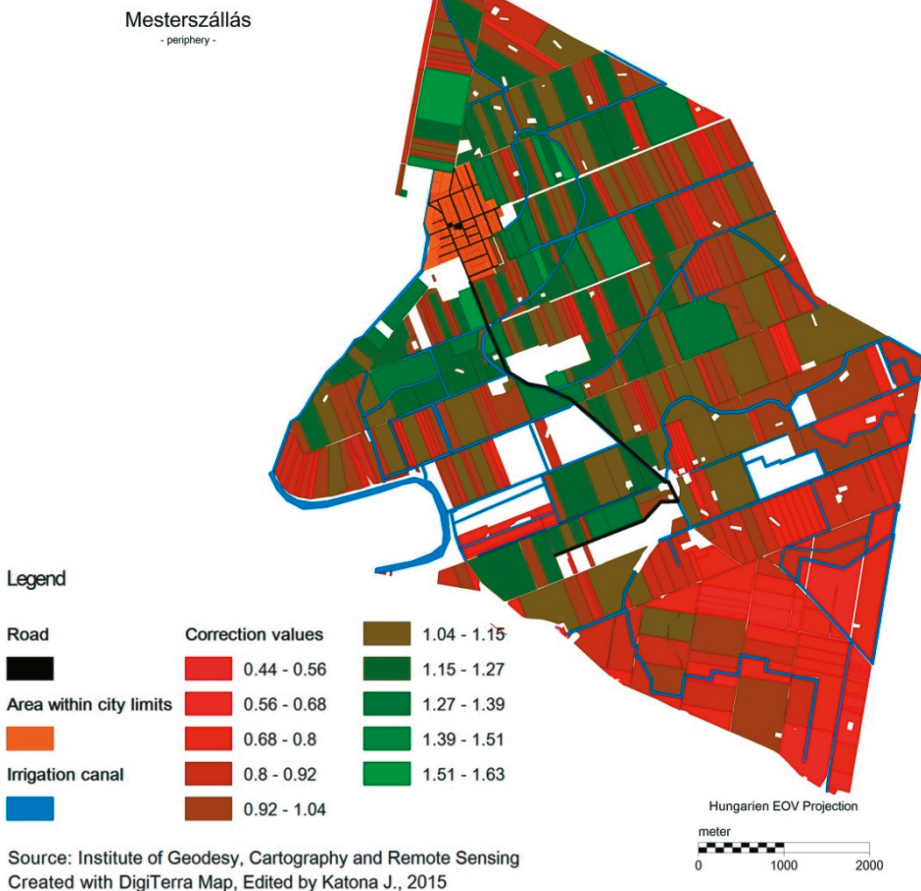 Mesterszállás
- periphery -
Legend
Road
Area within city limits
Irrigation canal
Correction values
0.44 - 0.56
0.56 - 0.68
0.68 - 0.8
0.8 - 0.92
0.92 - 1.04
1.04 - 1.15
1.15 - 1.27
1.27 - 1.39
1.39 - 1.51
1.51 - 1.63
Hungarien EOV Projection
meter
0 1000 2000
Source: Institute of Geodesy, Cartography and Remote Sensing
Created with DigiTerra Map, Edited by Katona J., 2015